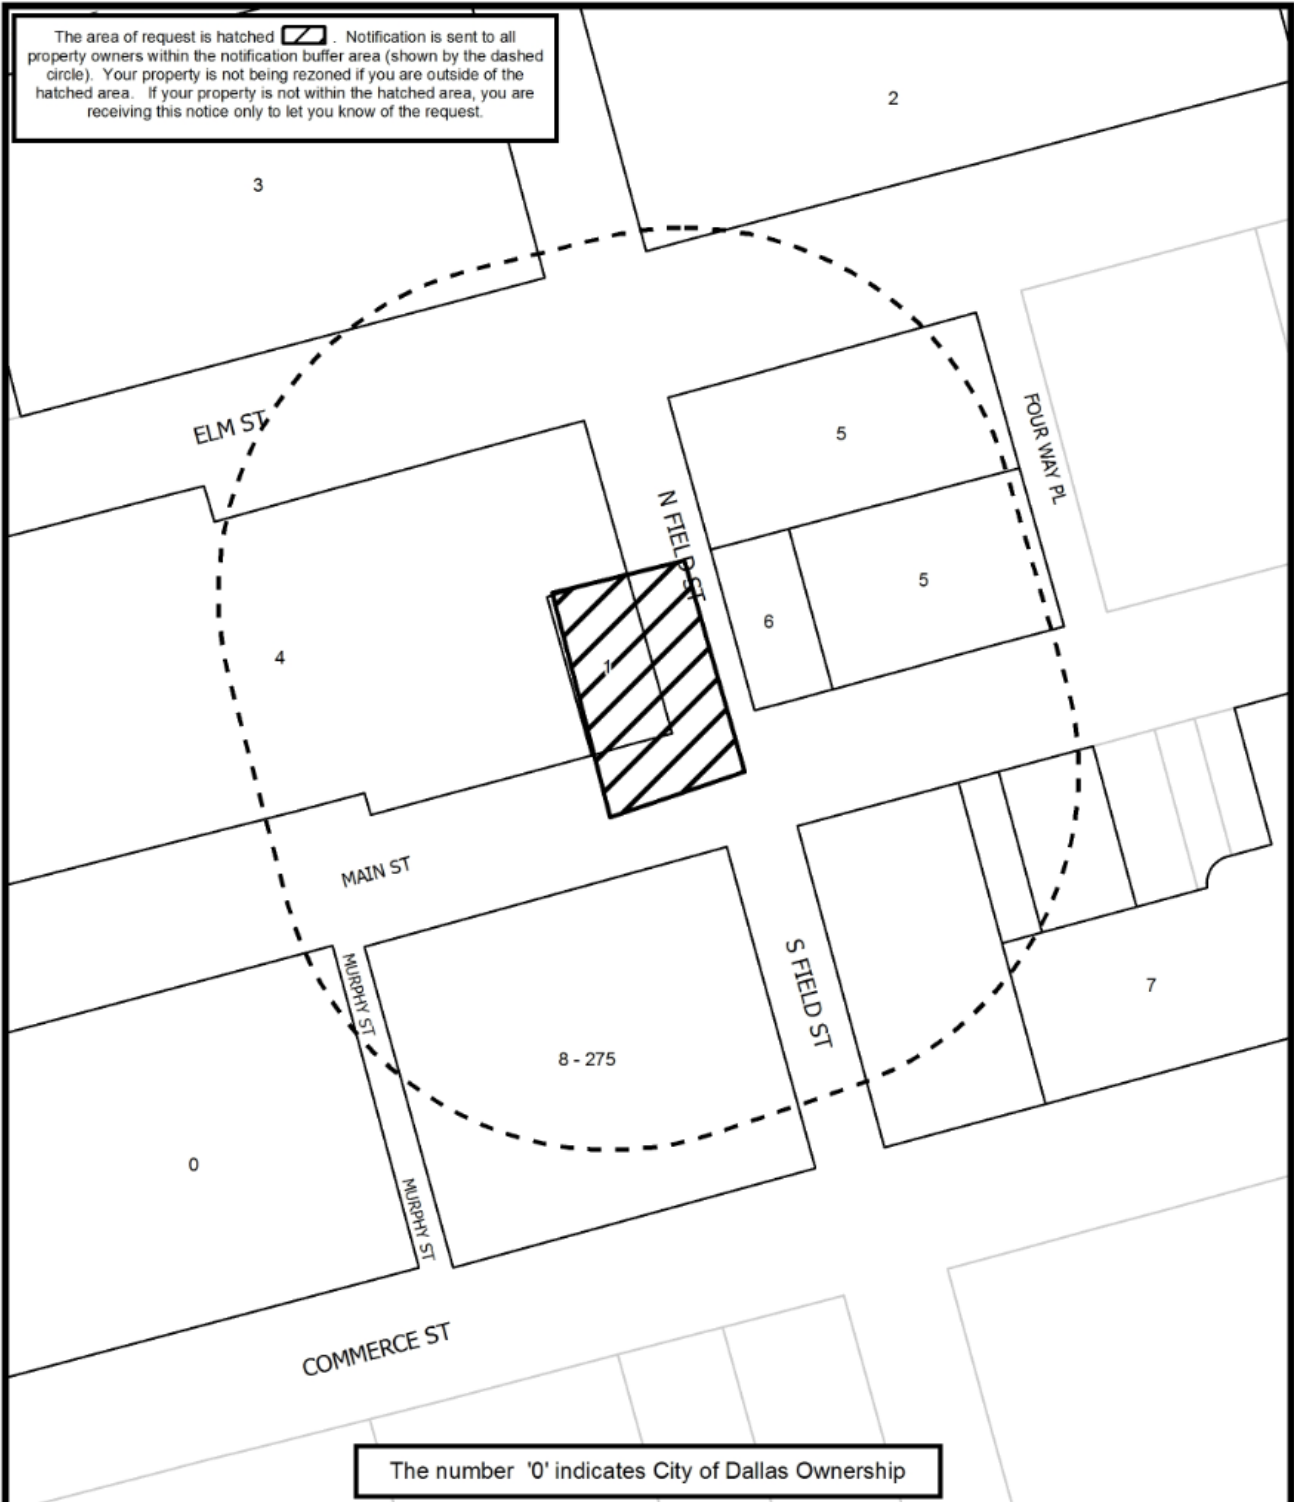 The area of request is hatched . Notification is sent to all
property owners within the notification buffer area (shown by the dashed
circle). Your property is not being rezoned if you are outside of the
hatched area. If your property is not within the hatched area, you are
receiving this notice only to let you know of the request.
2
3
ELM ST
FOUR WAY PL
5
N FIELD ST
5
6
4
1
MAIN ST
MURPHY ST
S FIELD ST
7
8 - 275
0
MURPHY ST
COMMERCE ST
The number '0' indicates City of Dallas Ownership